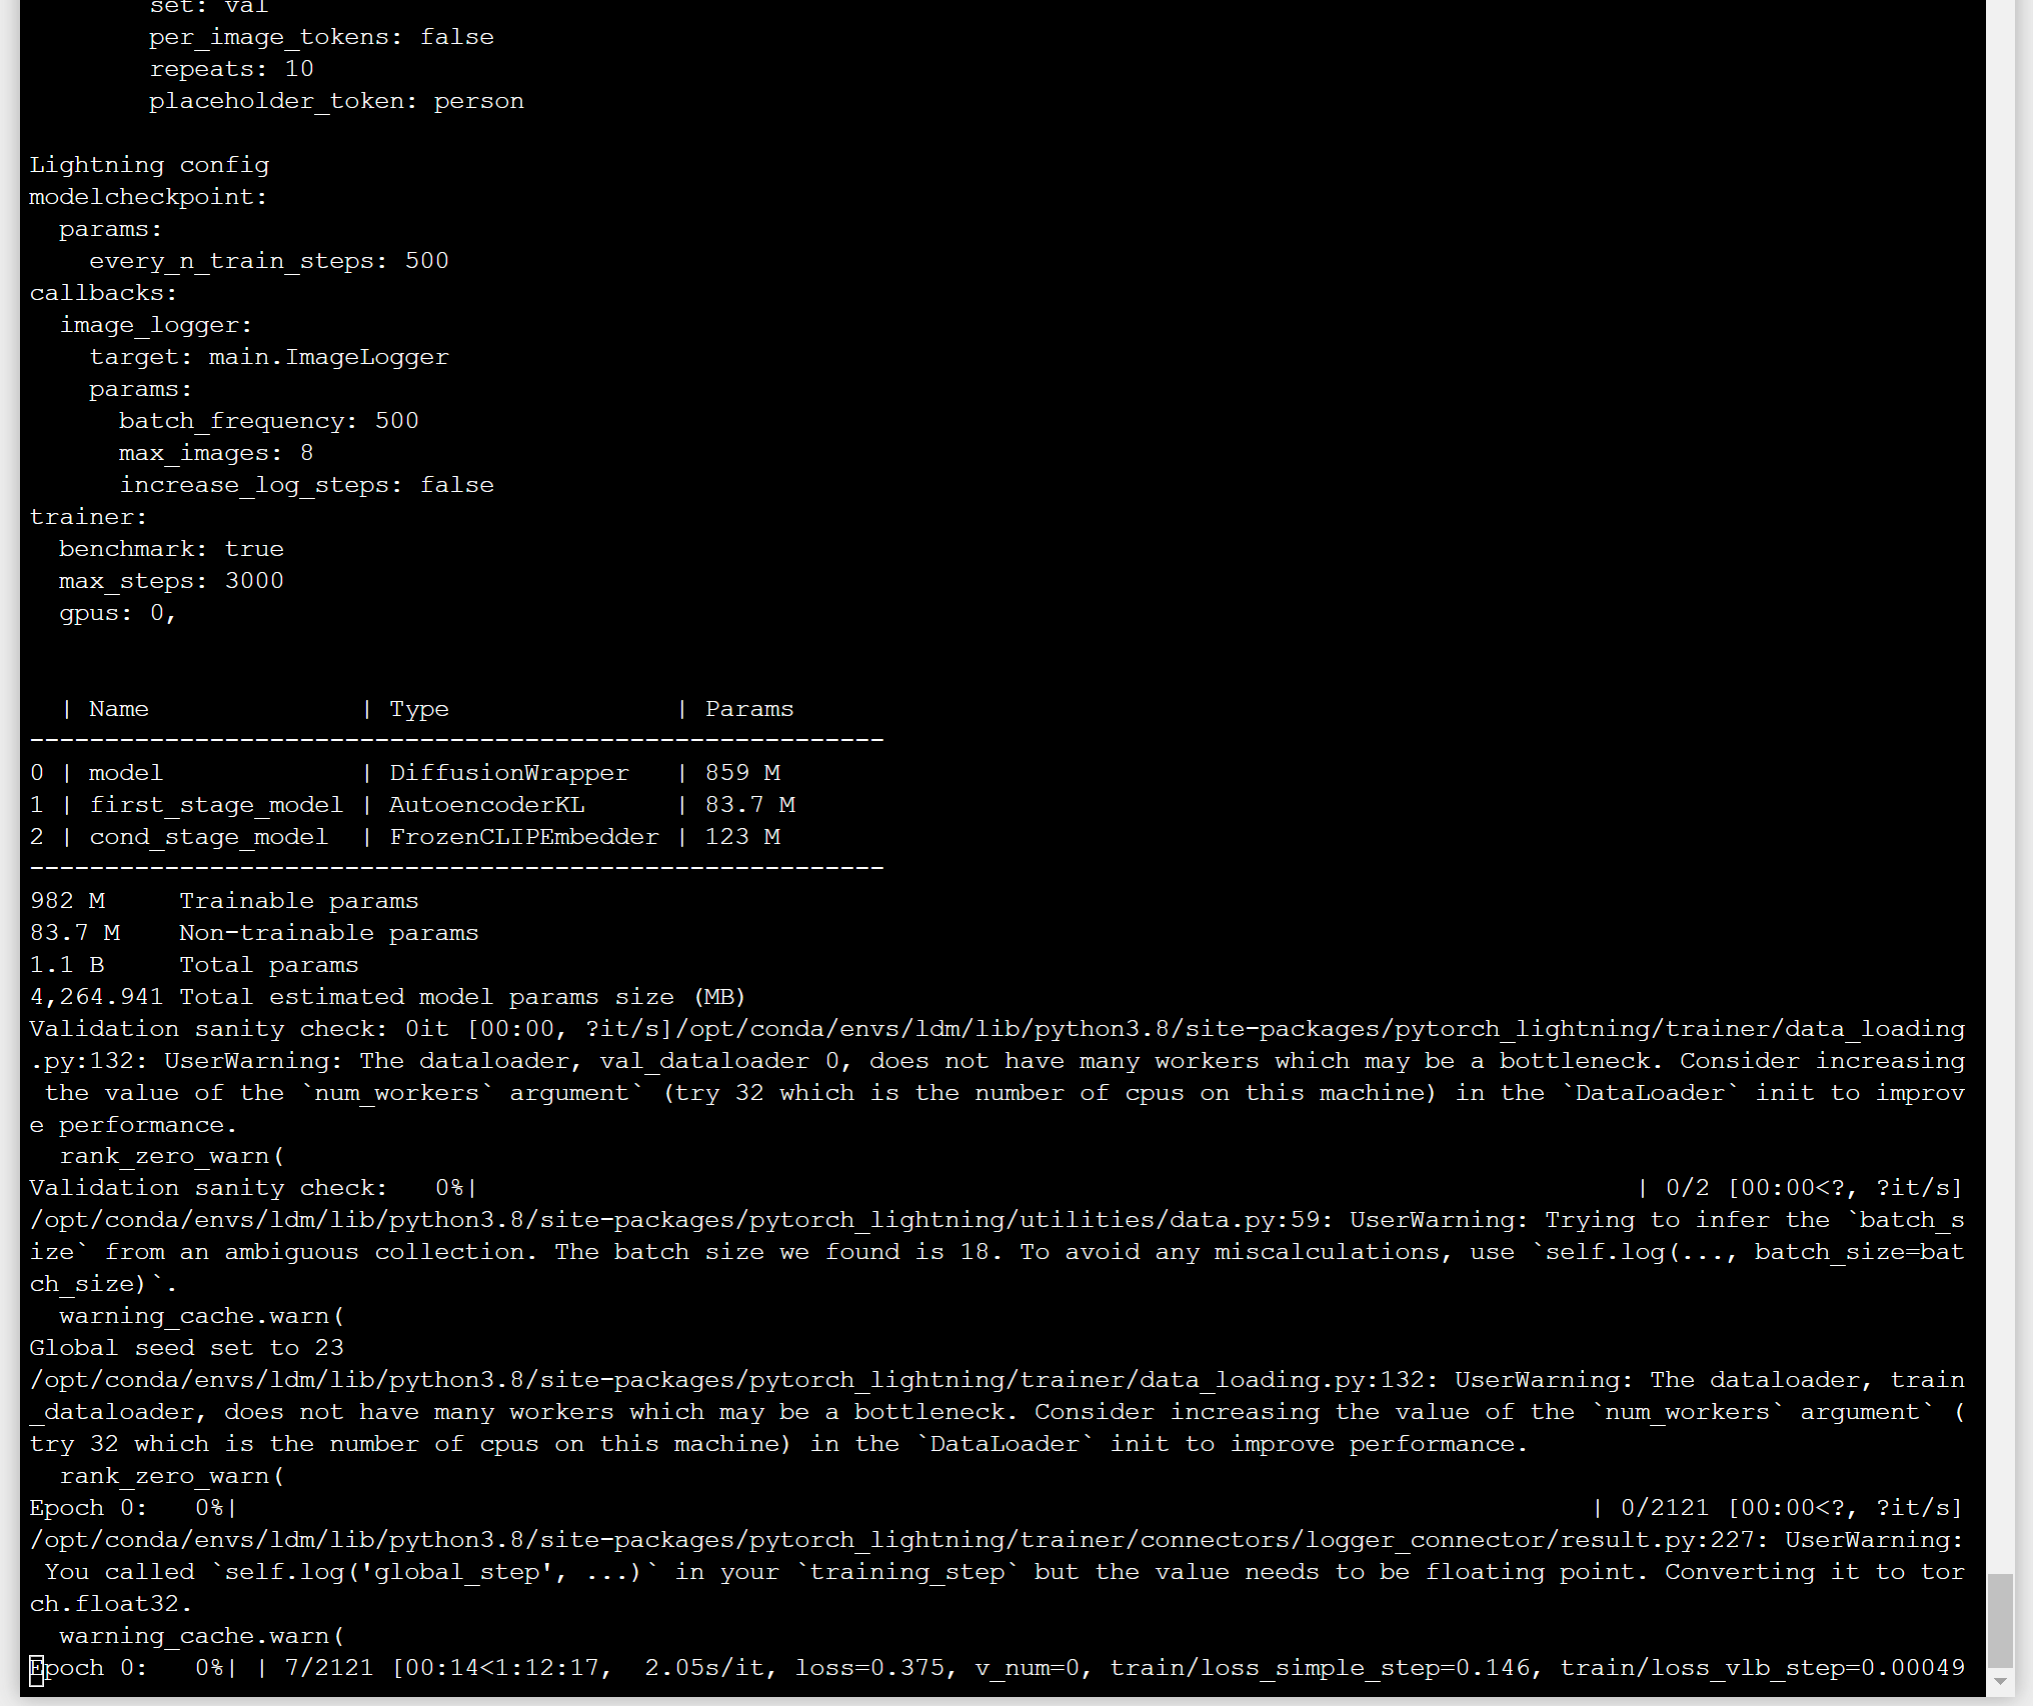 set: val
per_image_tokens: false
repeats: 10
placeholder_token: person
Lightning config
modelcheckpoint:
params:
every_n_train_steps: 500
callbacks:
image_logger:
target: main.ImageLogger
params:
batch_frequency: 500
max_images: 8
increase_log_steps: false
trainer:
benchmark: true
max_steps: 3000
gpus: 0,
| Name | Type | Params
---------------------------------------------------------
0 | model | DiffusionWrapper | 859 M
1 | first_stage_model | AutoencoderKL | 83.7 M
2 | cond_stage_model | FrozenCLIPEmbedder | 123 M
---------------------------------------------------------
982 M Trainable params
83.7 M Non-trainable params
1.1 B Total params
4,264.941 Total estimated model params size (MB)
Validation sanity check: 0it [00:00, ?it/s]/opt/conda/envs/ldm/lib/python3.8/site-packages/pytorch_lightning/trainer/data_loading
.py:132: UserWarning: The dataloader, val_dataloader 0, does not have many workers which may be a bottleneck. Consider increasing
the value of the `num_workers` argument` (try 32 which is the number of cpus on this machine) in the `DataLoader` init to improv
e performance.
rank_zero_warn(
Validation sanity check: 0%| | 0/2 [00:00<?, ?it/s]
/opt/conda/envs/ldm/lib/python3.8/site-packages/pytorch_lightning/utilities/data.py:59: UserWarning: Trying to infer the `batch_s
ize` from an ambiguous collection. The batch size we found is 18. To avoid any miscalculations, use `self.log(..., batch_size=bat
ch_size)`.
warning_cache.warn(
Global seed set to 23
/opt/conda/envs/ldm/lib/python3.8/site-packages/pytorch_lightning/trainer/data_loading.py:132: UserWarning: The dataloader, train
_dataloader, does not have many workers which may be a bottleneck. Consider increasing the value of the `num_workers` argument` (
try 32 which is the number of cpus on this machine) in the `DataLoader` init to improve performance.
rank_zero_warn(
Epoch 0: 0%| | 0/2121 [00:00<?, ?it/s]
/opt/conda/envs/ldm/lib/python3.8/site-packages/pytorch_lightning/trainer/connectors/logger_connector/result.py:227: UserWarning:
You called `self.log('global_step', ...)` in your `training_step` but the value needs to be floating point. Converting it to tor
ch.float32.
warning_cache.warn(
Epoch 0: 0%| | 7/2121 [00:14<1:12:17, 2.05s/it, loss=0.375, v_num=0, train/loss_simple_step=0.146, train/loss_vlb_step=0.00049